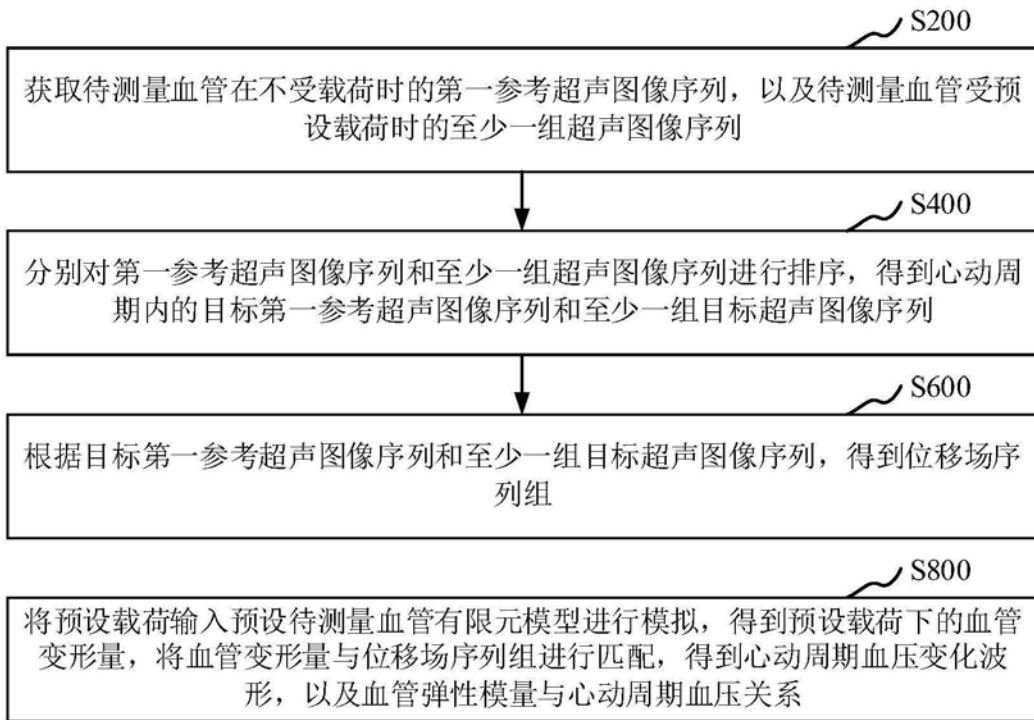 S200
获取待测量血管在不受载荷时的第一参考超声图像序列，以及待测量血管受预
设载荷时的至少一组超声图像序列
S400
分别对第一参考超声图像序列和至少一组超声图像序列进行排序，得到心动周
期内的目标第一参考超声图像序列和至少一组目标超声图像序列
S600
根据目标第一参考超声图像序列和至少一组目标超声图像序列，得到位移场序
列组
S800
将预设载荷输入预设待测量血管有限元模型进行模拟，得到预设载荷下的血管
变形量，将血管变形量与位移场序列组进行匹配，得到心动周期血压变化波
形，以及血管弹性模量与心动周期血压关系